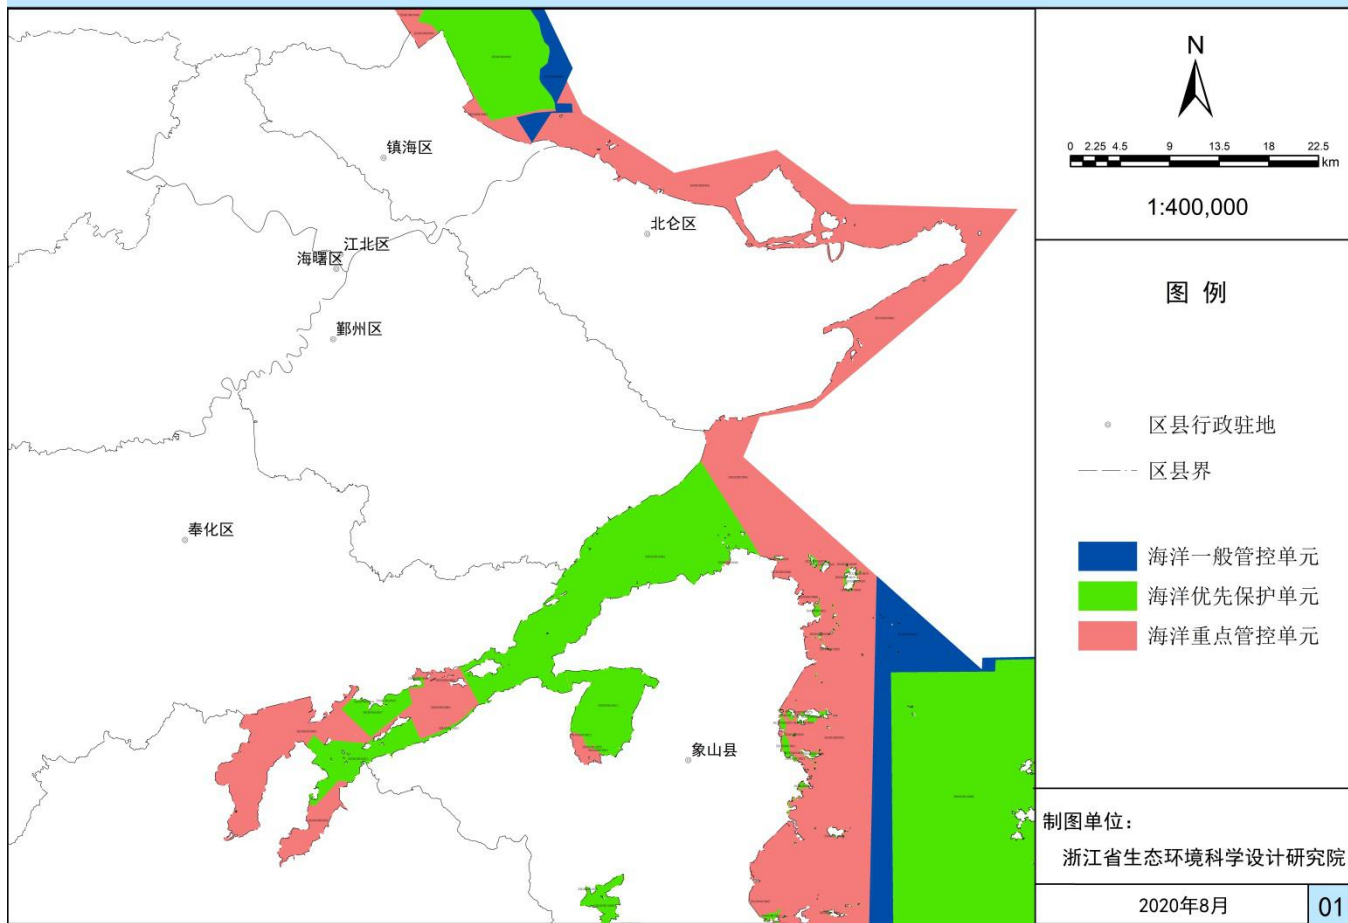 镇海区
北仑区
江北区
海曙区
鄞州区
奉化区
象山县
N
0 2.25 4.5 9 13.5 18 22.5
km
1:400,000
图 例
区县行政驻地
区县界
海洋一般管控单元
海洋优先保护单元
海洋重点管控单元
制图单位：
浙江省生态环境科学设计研究院
2020年8月
01